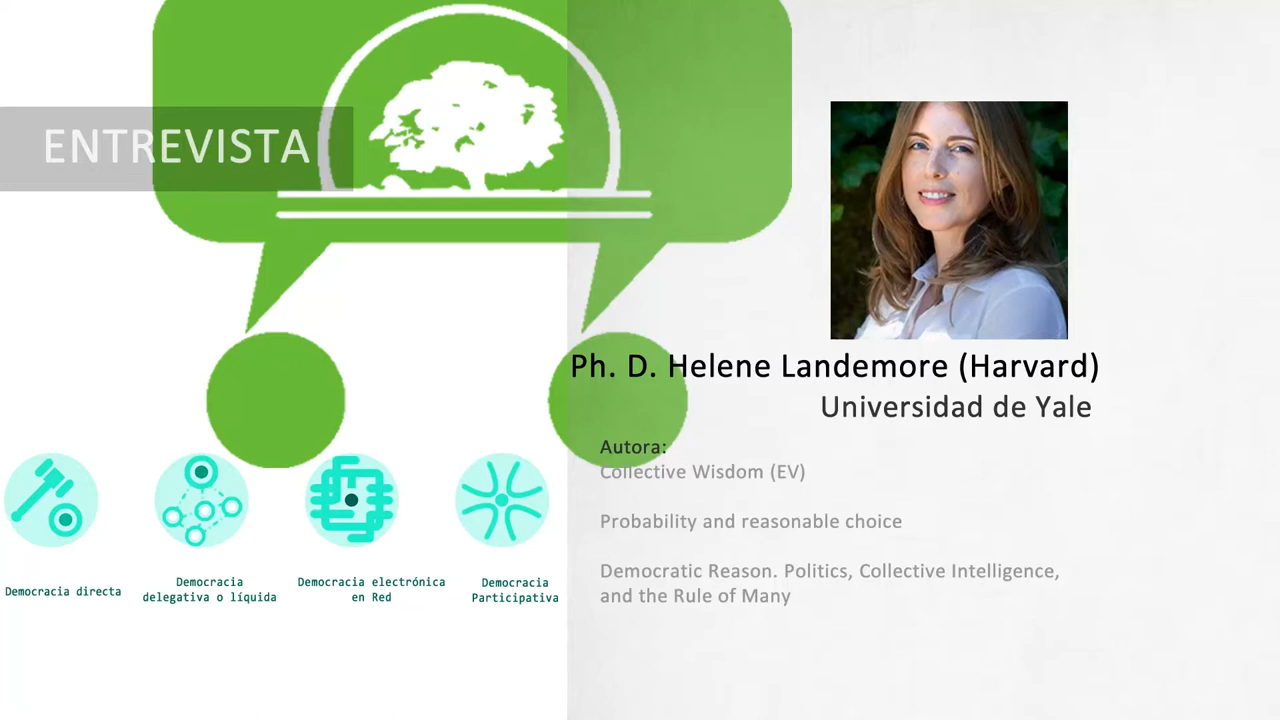 ENTREVISTA
Ph. D. Helene Landemore (Harvard)
Universidad de Yale
Autora:
Collective Wisdom (EV)
Probability and reasonable choice
Democratic Reason. Politics, Collective Intelligence,
and the Rule of Many
Democracia directa
Democracia
delegativa o líquida
Democracia electrónica
en Red
Democracia
Participativa